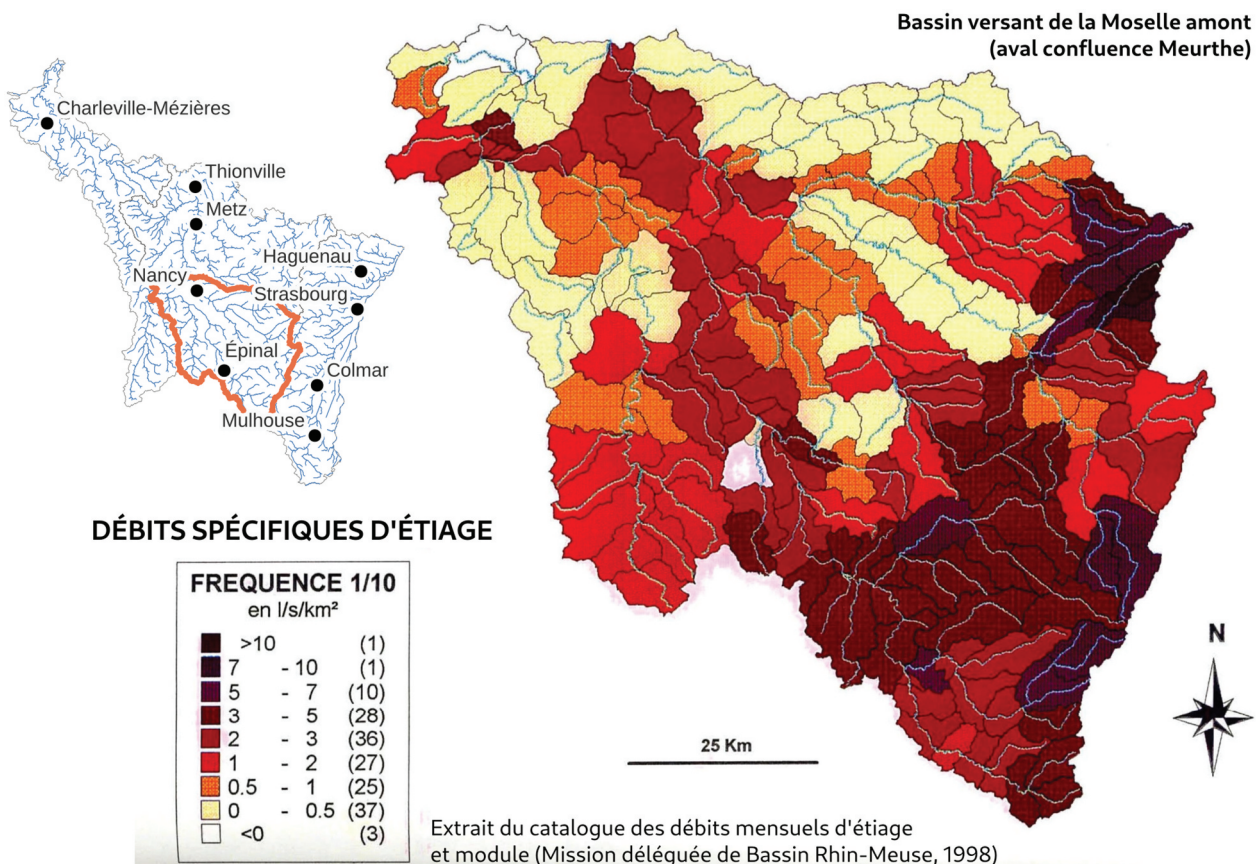 Bassin versant de la Moselle amont
(aval confluence Meurthe)
Charleville-Mézières
Thionville
Metz
Haguenau
Nancy
Strasbourg
Épinal
Colmar
Mulhouse
DÉBITS SPÉCIFIQUES D'ÉTIAGE
FREQUENCE 1/10
en l/s/km²
>10 (1)
7 - 10 (1)
5 - 7 (10)
3 - 5 (28)
2 - 3 (36)
1 - 2 (27)
0.5 - 1 (25)
0 - 0.5 (37)
<0 (3)
25 Km
N
Extrait du catalogue des débits mensuels d'étiage
et module (Mission déléguée de Bassin Rhin-Meuse, 1998)